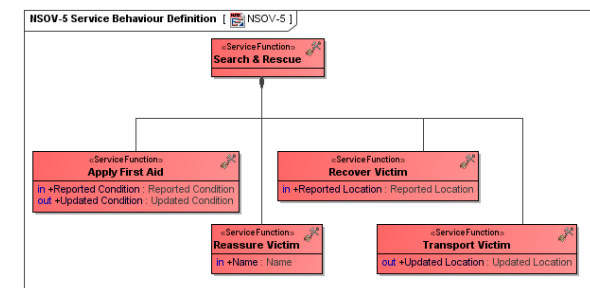 NSOV-5 Service Behaviour Definition [ NSOV-5 ]
«ServiceFunction»
Search & Rescue
«ServiceFunction»
Apply First Aid
in +Reported Condition : Reported Condition
out +Updated Condition : Updated Condition
«ServiceFunction»
Recover Victim
in +Reported Location : Reported Location
«ServiceFunction»
Reassure Victim
in +Name : Name
«ServiceFunction»
Transport Victim
out +Updated Location : Updated Location